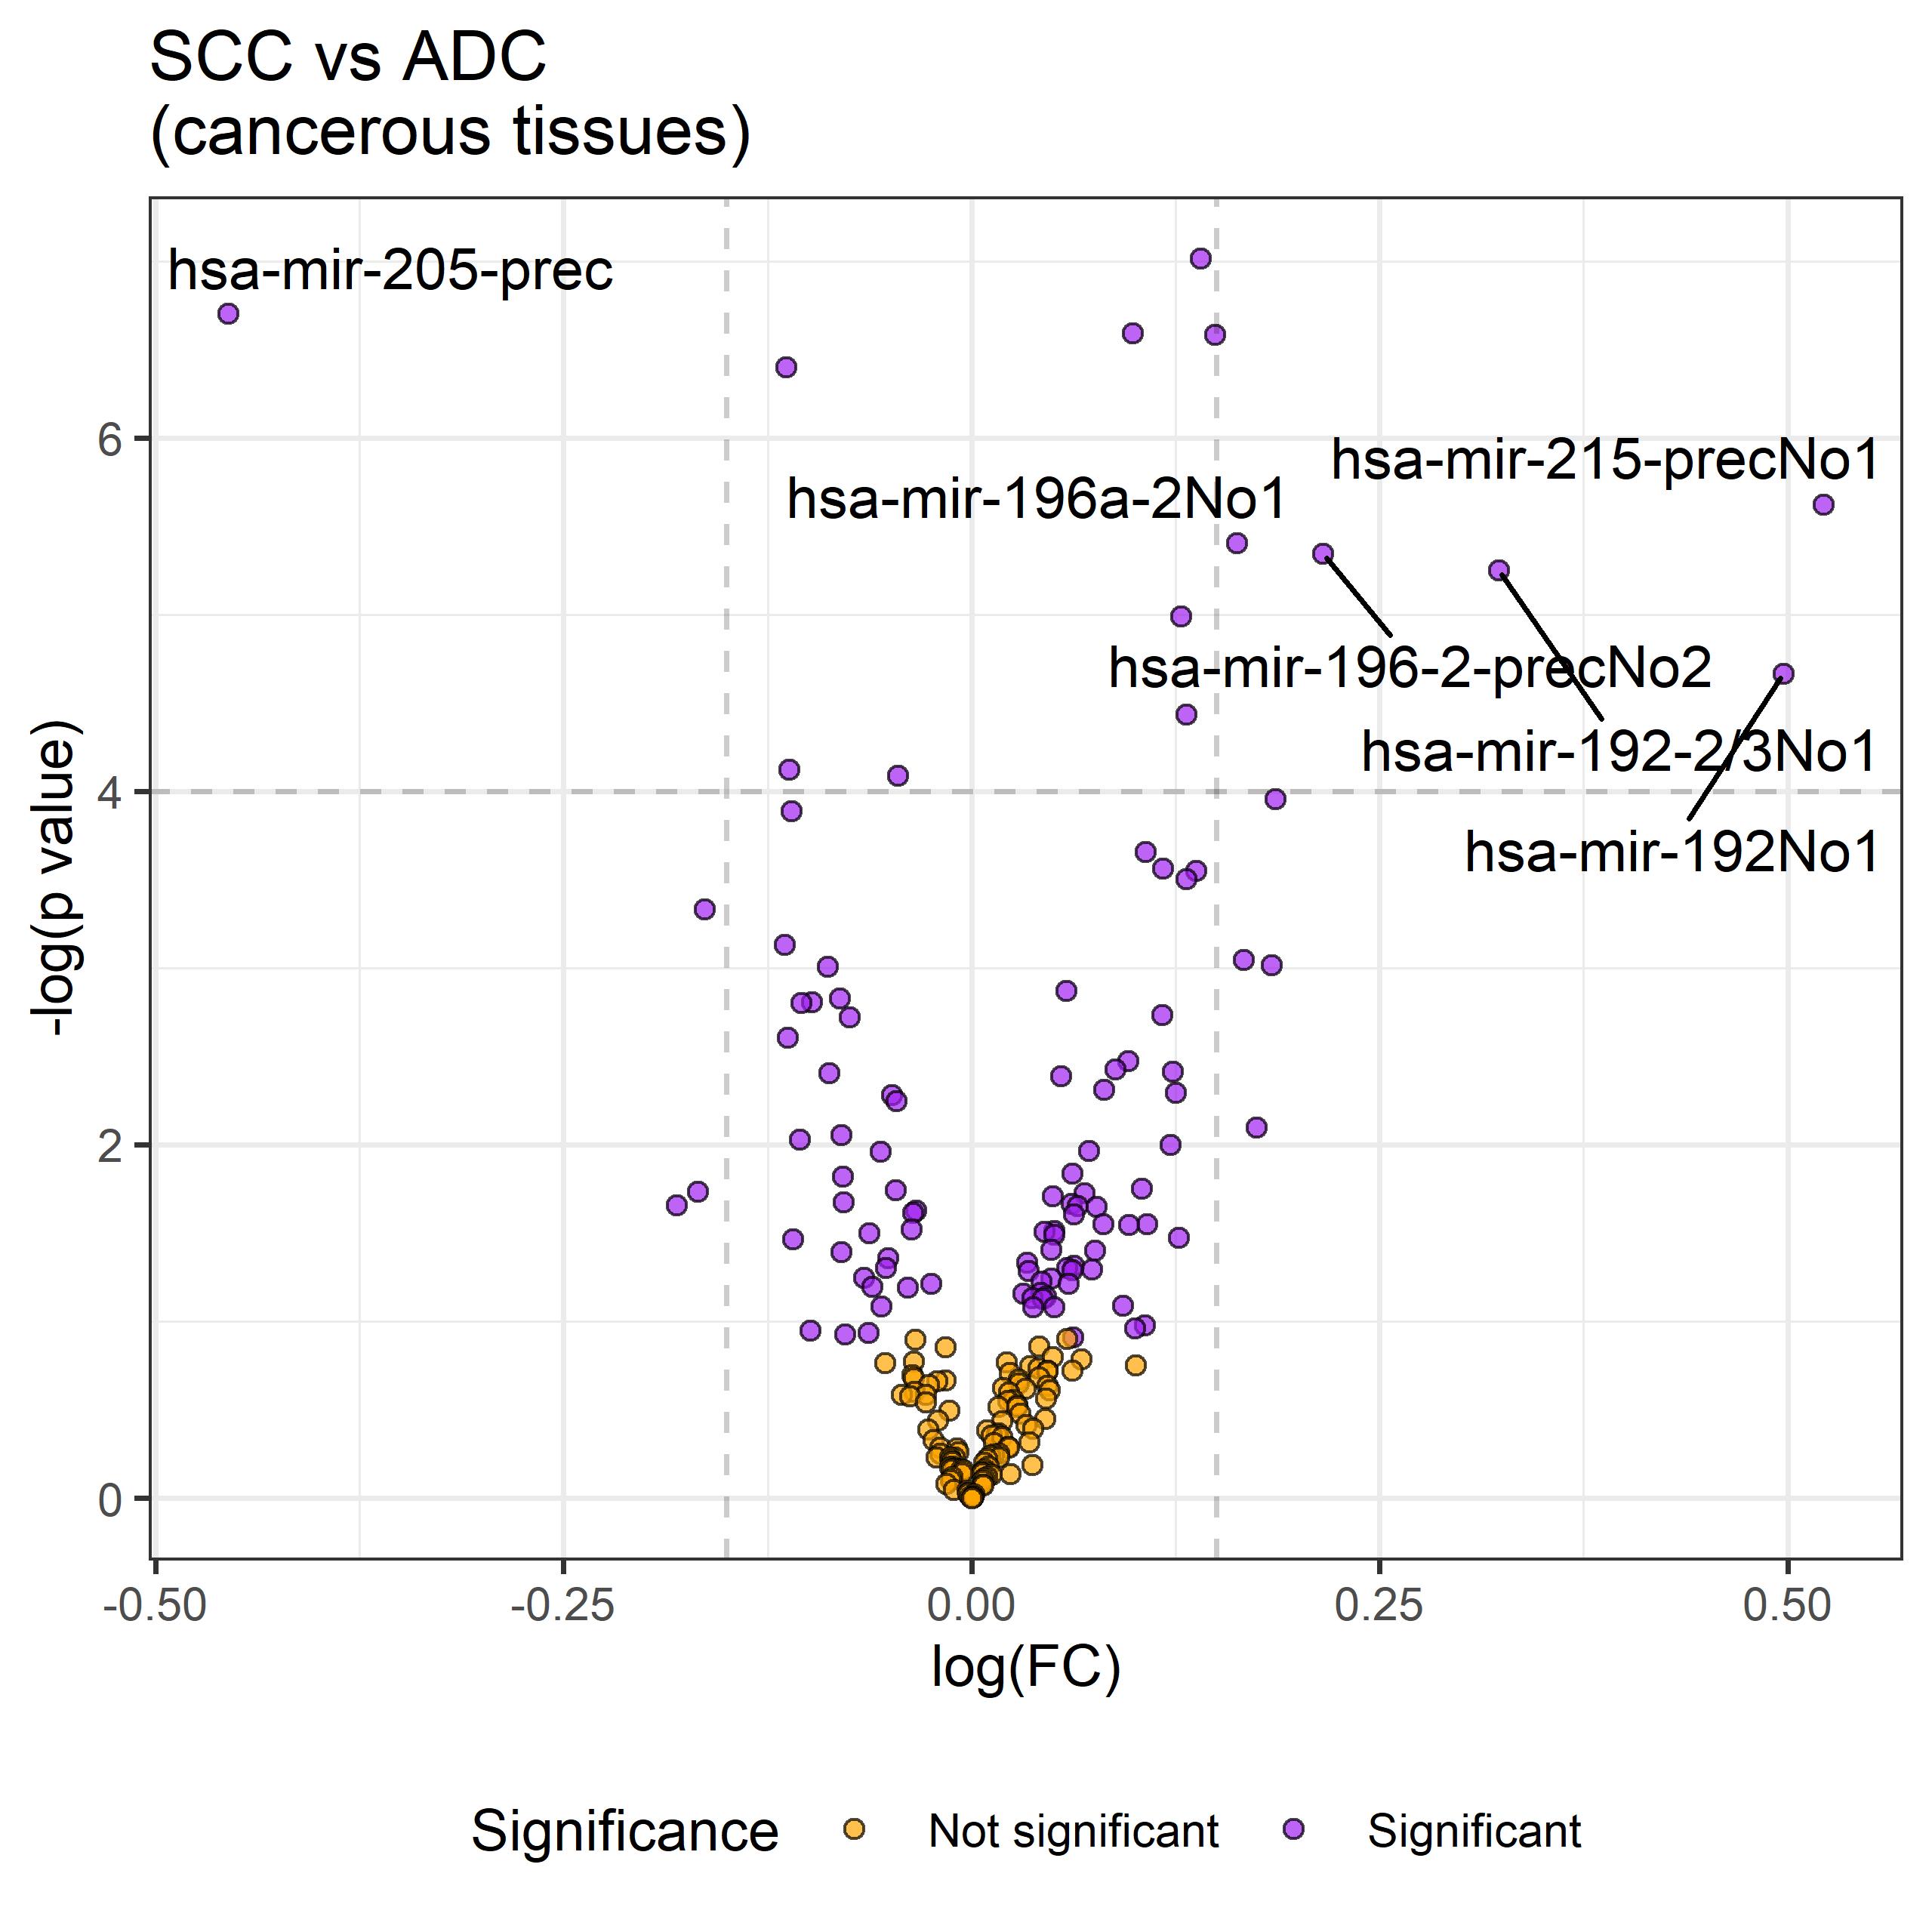 SCC vs ADC
(cancerous tissues)
hsa-mir-205-prec
hsa-mir-215-precNo1
hsa-mir-196a-2No1
hsa-mir-196-2-precNo2
hsa-mir-192-2/3No1
hsa-mir-192No1
-log(p value)
6
4
2
0
-0.50
-0.25
0.00
0.25
0.50
log(FC)
Significance Not significant Significant